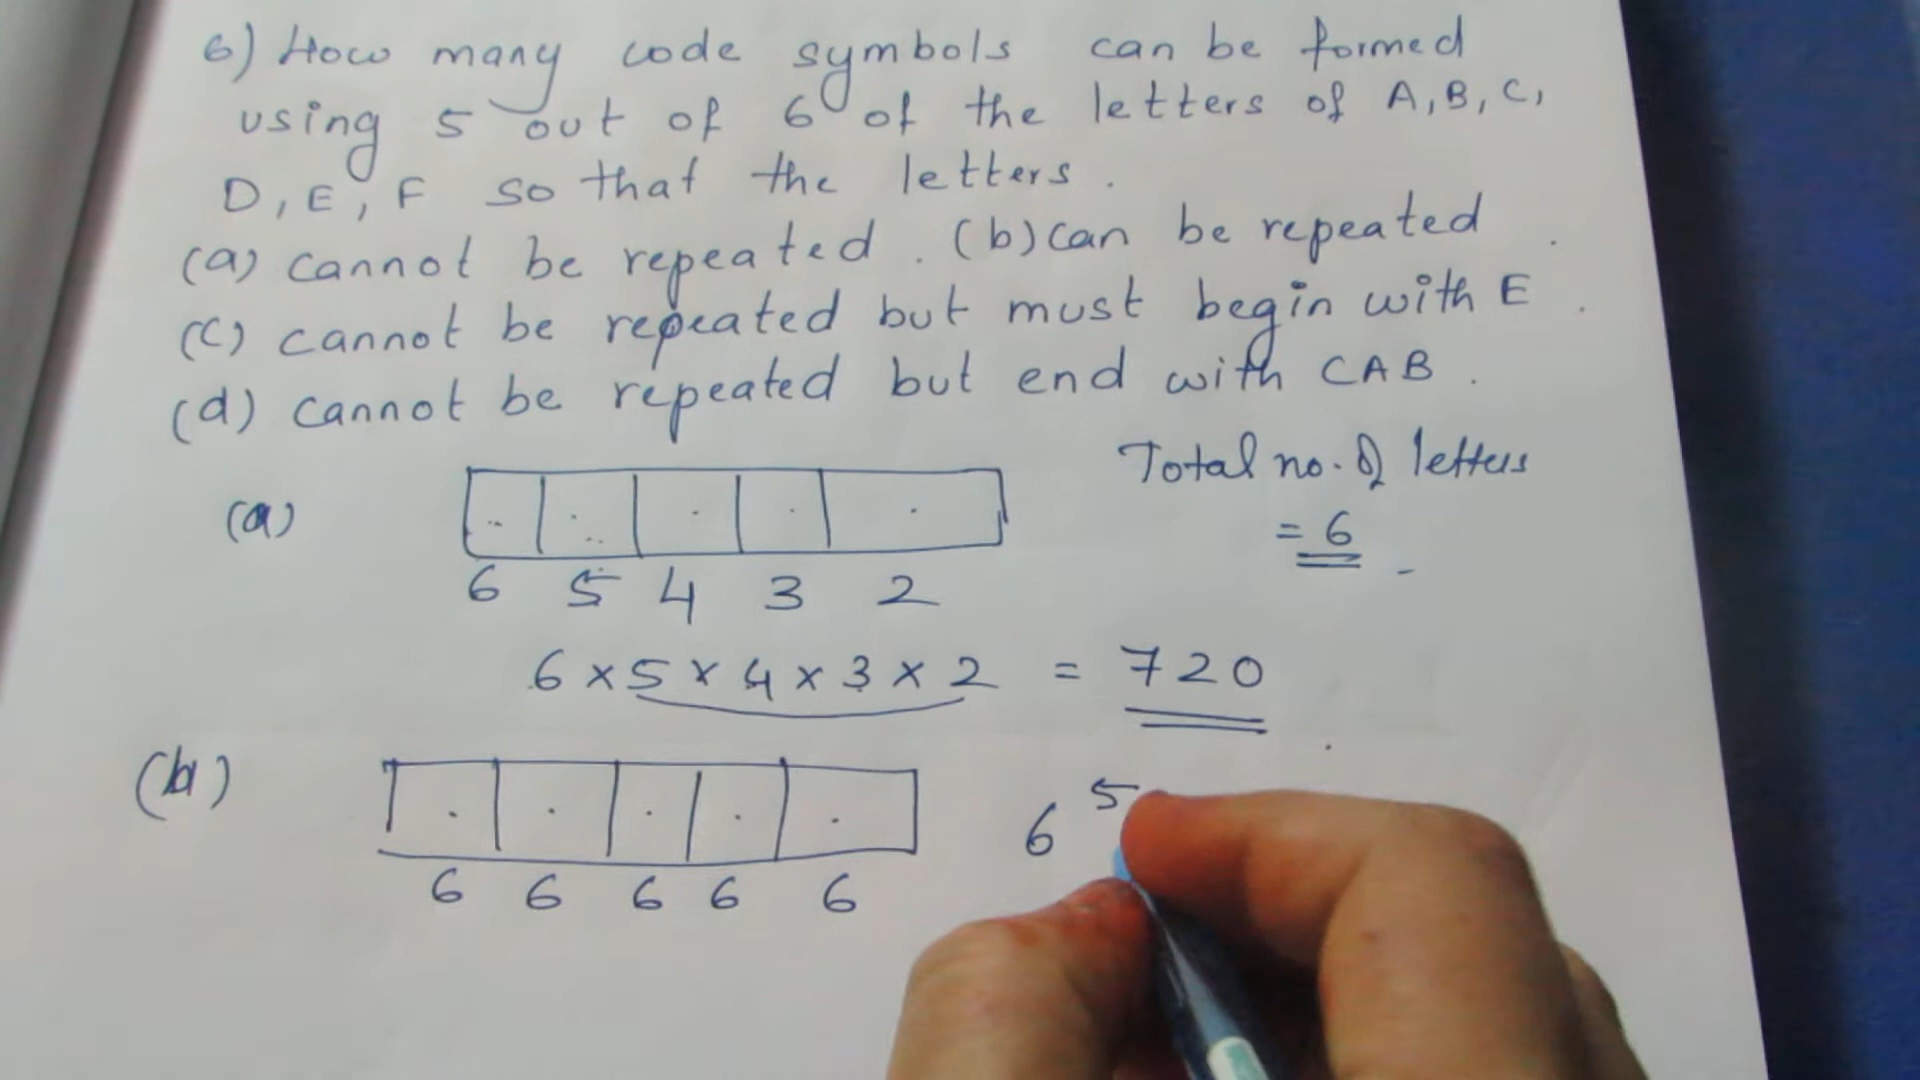 6) How many code symbols can be formed
using 5 out of 6 of the letters of A, B, C,
D, E, F so that the letters.
(a) cannot be repeated. (b) can be repeated.
(c) cannot be repeated but must begin with E.
(d) cannot be repeated but end with CAB.
Total no. of letters
= 6
(a)
6 5 4 3 2
6 × 5 × 4 × 3 × 2 = 720
(b)
6 5
6 6 6 6 6